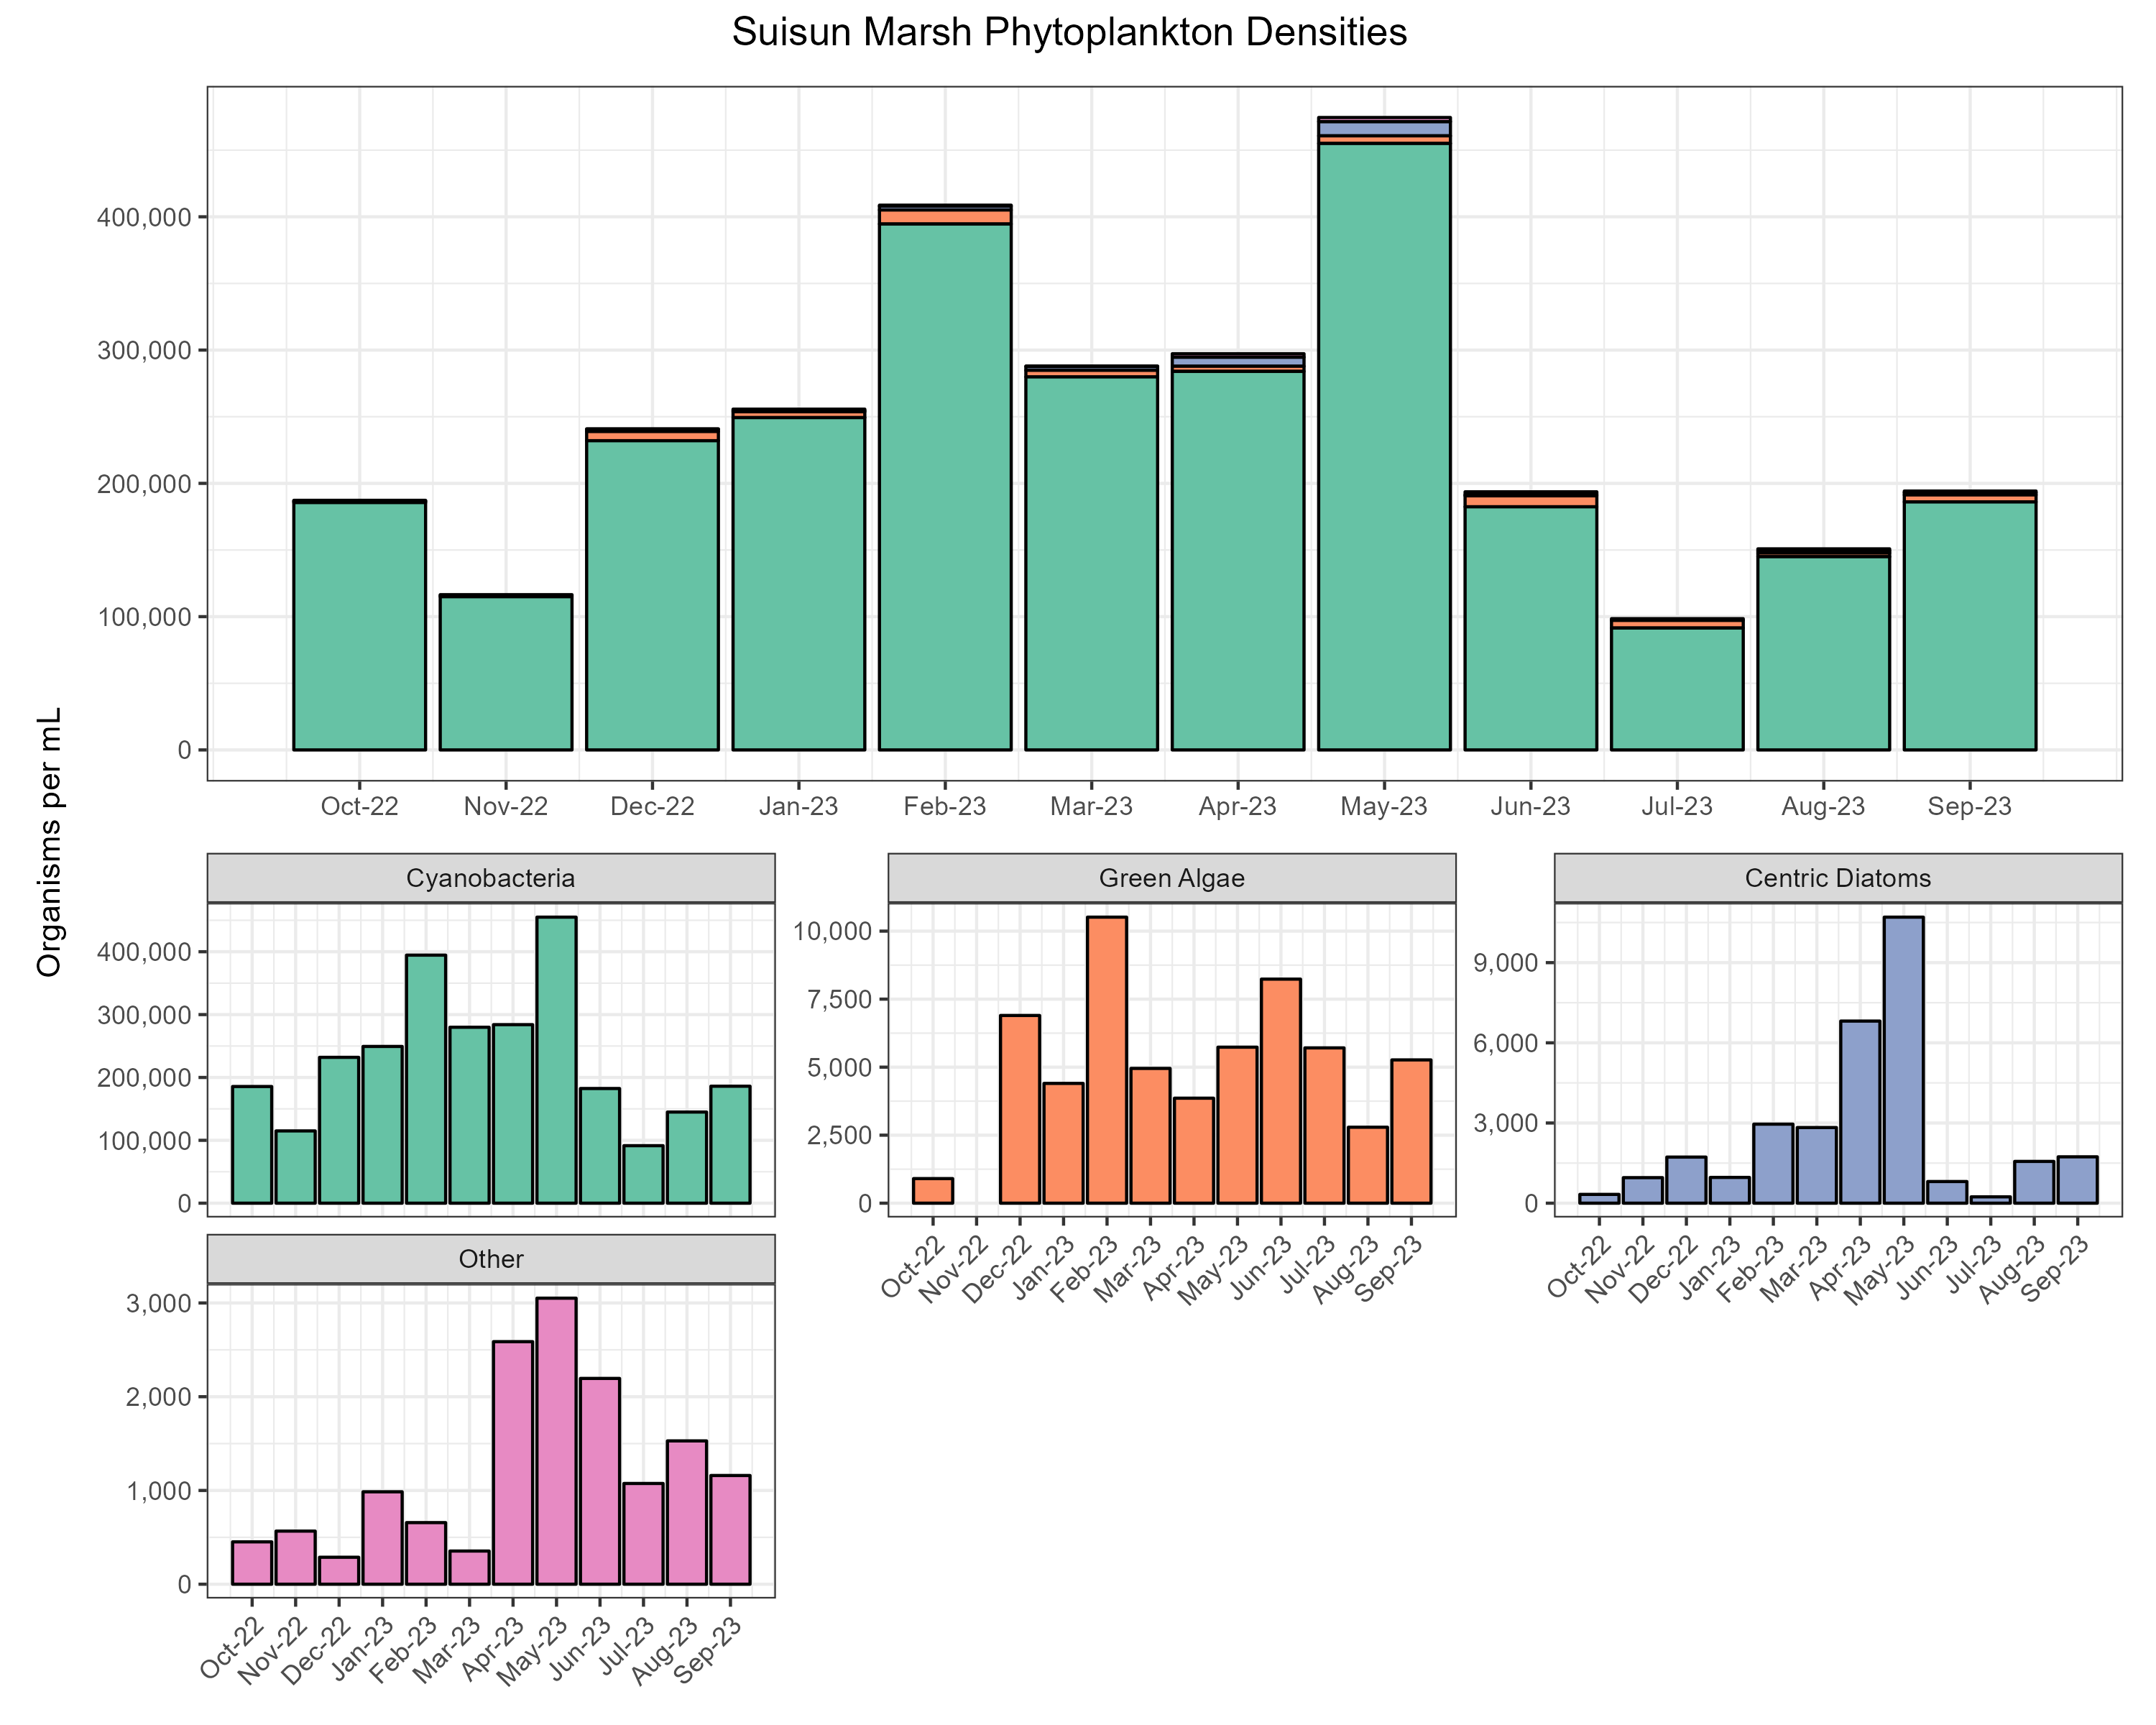 Suisun Marsh Phytoplankton Densities
Organisms per mL
400,000
300,000
200,000
100,000
0
Oct-22 Nov-22 Dec-22 Jan-23 Feb-23 Mar-23 Apr-23 May-23 Jun-23 Jul-23 Aug-23 Sep-23
Cyanobacteria
400,000
300,000
200,000
100,000
0
Green Algae
10,000
7,500
5,000
2,500
0
Oct-22 Nov-22 Dec-22 Jan-23 Feb-23 Mar-23 Apr-23 May-23 Jun-23 Jul-23 Aug-23 Sep-23
Centric Diatoms
9,000
6,000
3,000
0
Oct-22 Nov-22 Dec-22 Jan-23 Feb-23 Mar-23 Apr-23 May-23 Jun-23 Jul-23 Aug-23 Sep-23
Other
3,000
2,000
1,000
0
Oct-22 Nov-22 Dec-22 Jan-23 Feb-23 Mar-23 Apr-23 May-23 Jun-23 Jul-23 Aug-23 Sep-23